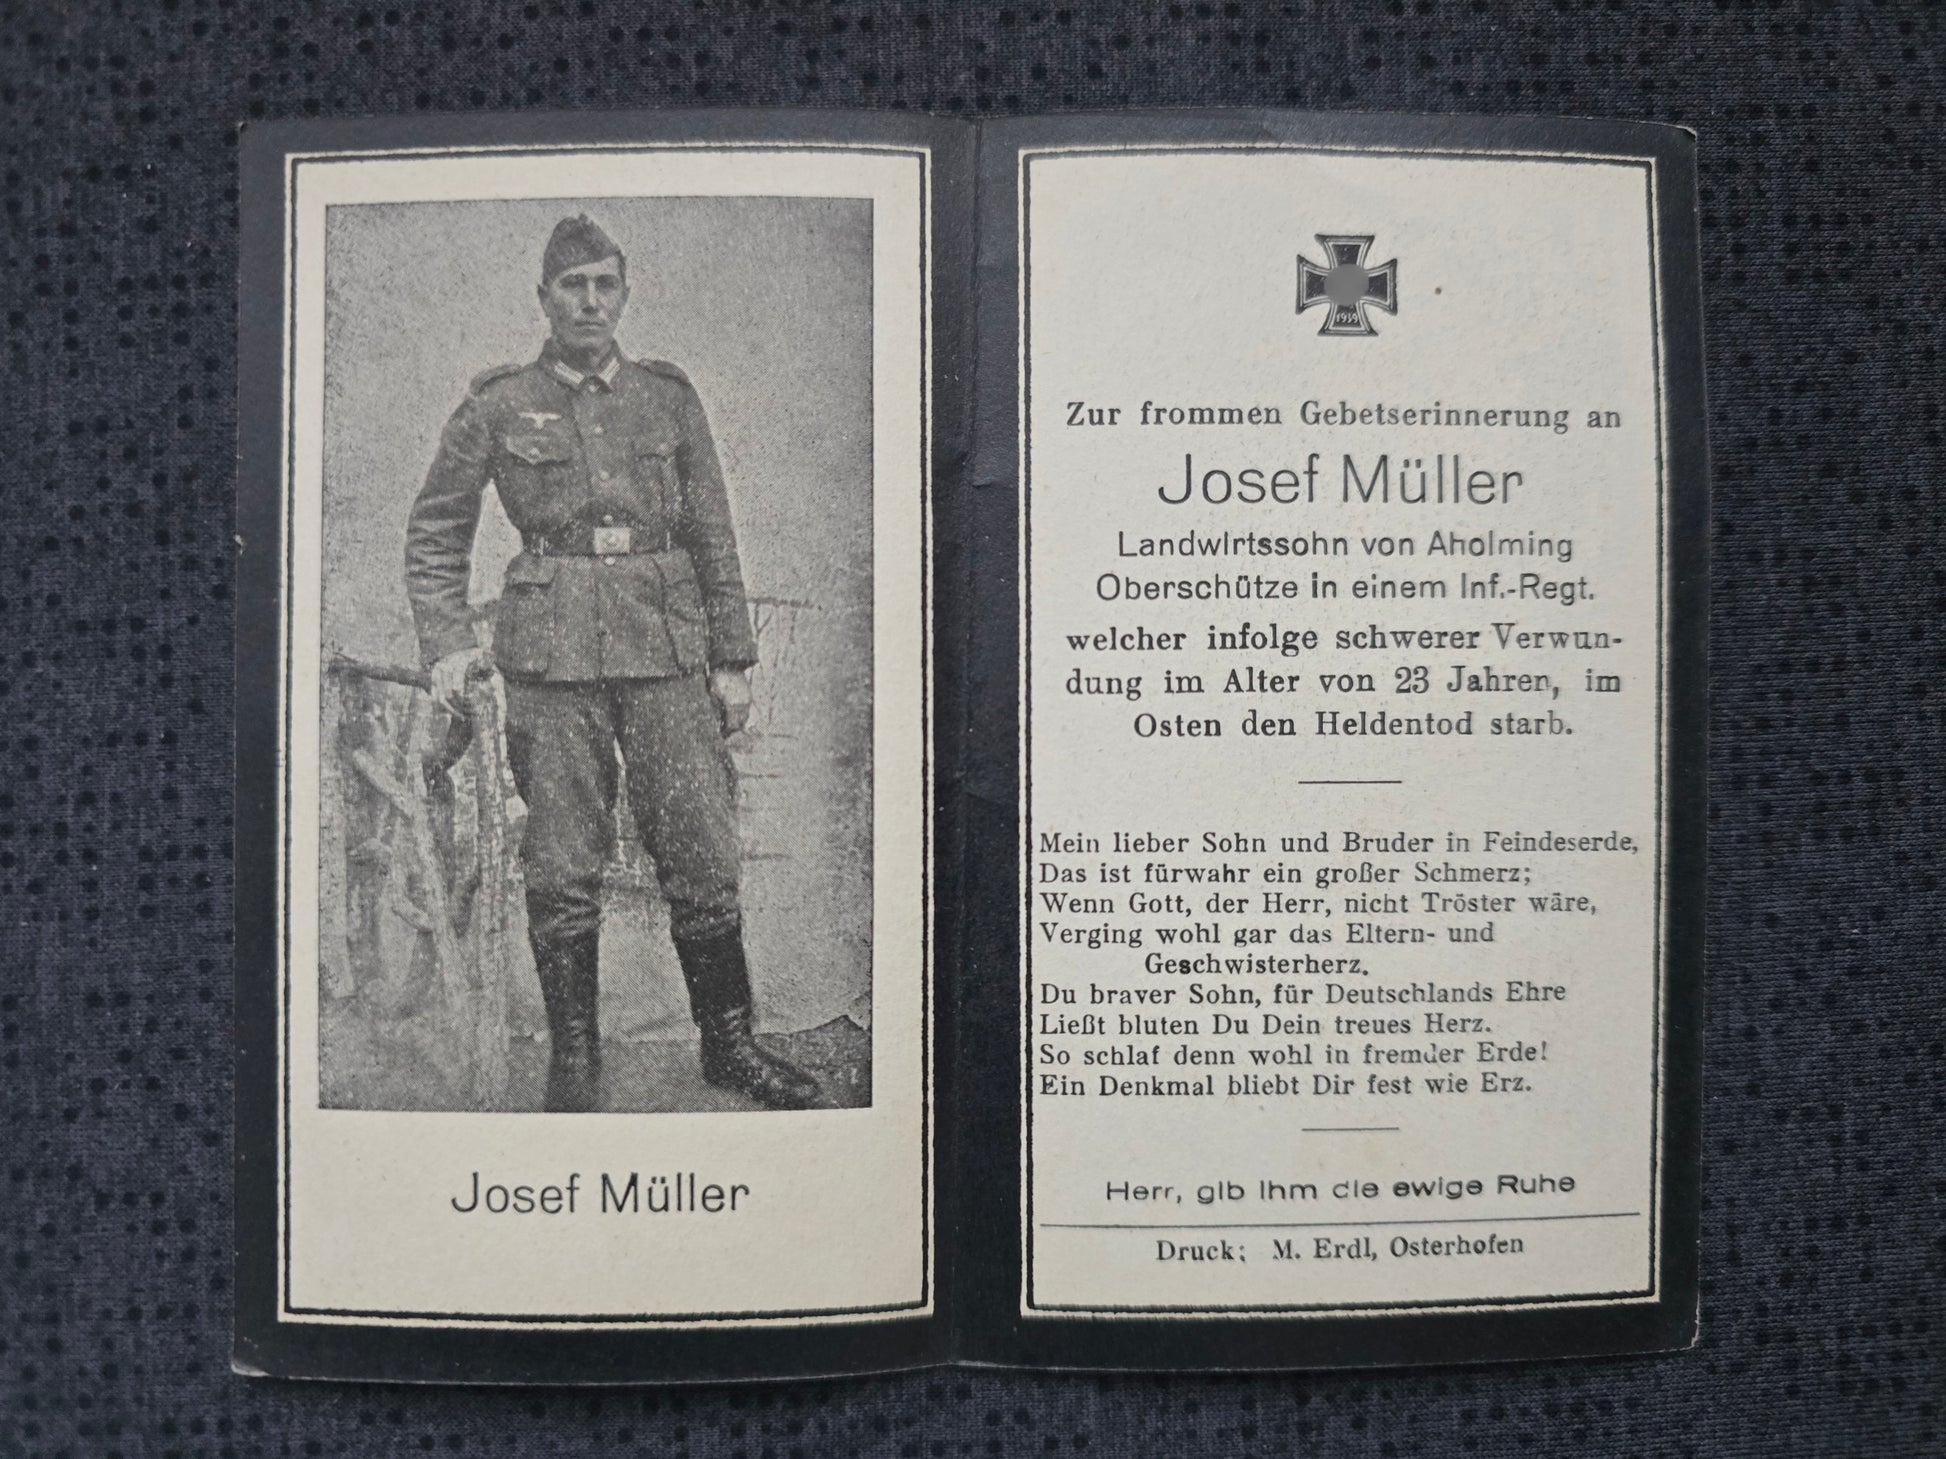 Josef Müller
1939
Zur frommen Gebetserinnerung an
Josef Müller
Landwirtssohn von Aholming
Oberschütze in einem Inf.-Regt.
welcher infolge schwerer Verwun-
dung im Alter von 23 Jahren, im
Osten den Heldentod starb.
Mein lieber Sohn und Bruder in Feindeserde,
Das ist fürwahr ein großer Schmerz;
Wenn Gott, der Herr, nicht Tröster wäre,
Verging wohl gar das Eltern- und
Geschwisterherz.
Du braver Sohn, für Deutschlands Ehre
Ließt bluten Du Dein treues Herz.
So schlaf denn wohl in fremder Erde!
Ein Denkmal bliebt Dir fest wie Erz.
Herr, gib Ihm die ewige Ruhe
Druck: M. Erdl, Osterhofen